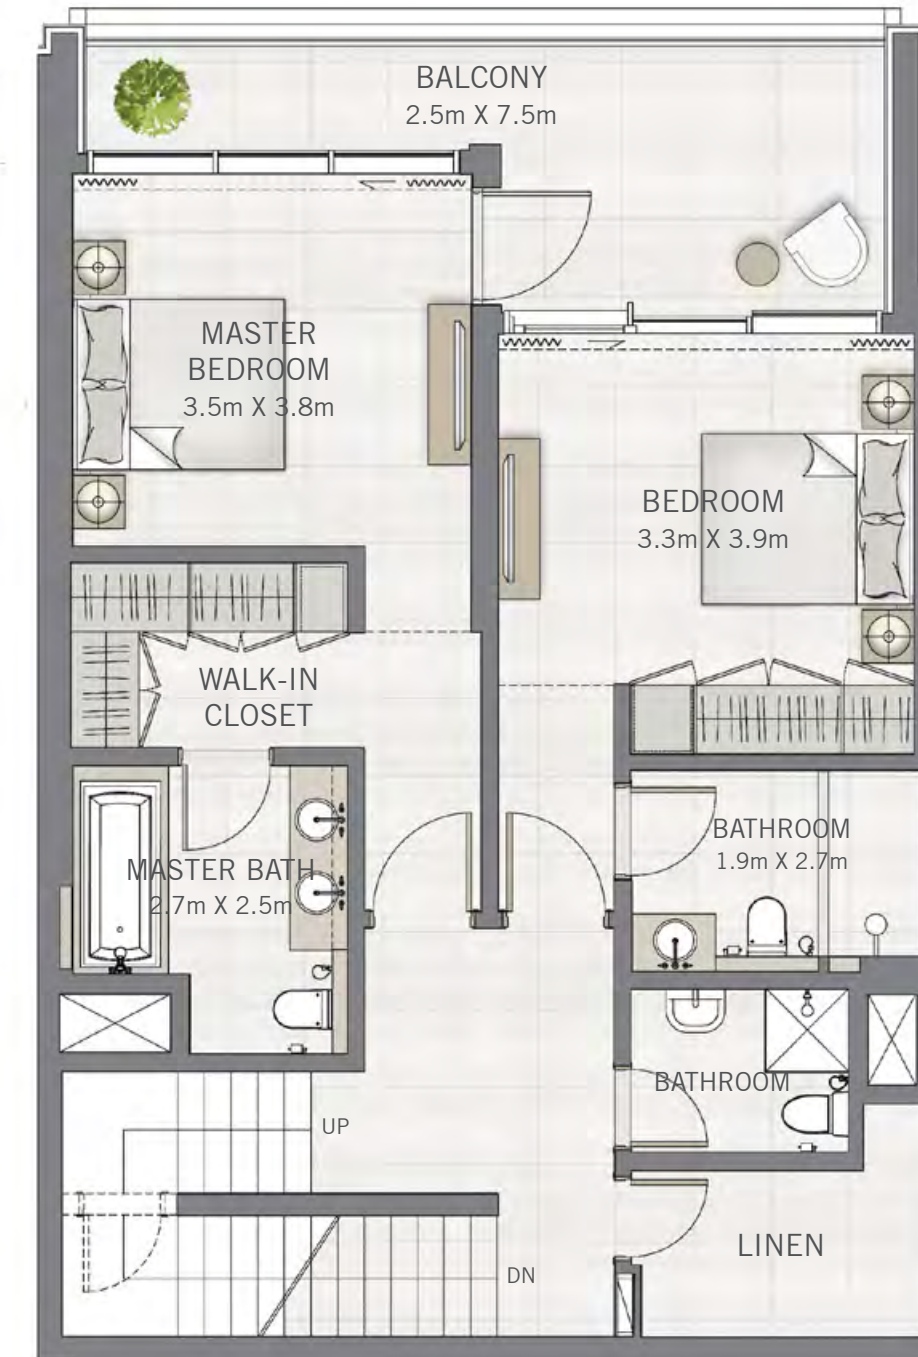 BALCONY
2.5m X 7.5m
MASTER
BEDROOM
3.5m X 3.8m
BEDROOM
3.3m X 3.9m
WALK-IN
CLOSET
BATHROOM
1.9m X 2.7m
MASTER BATH
2.7m X 2.5m
BATHROOM
UP
LINEN
DN